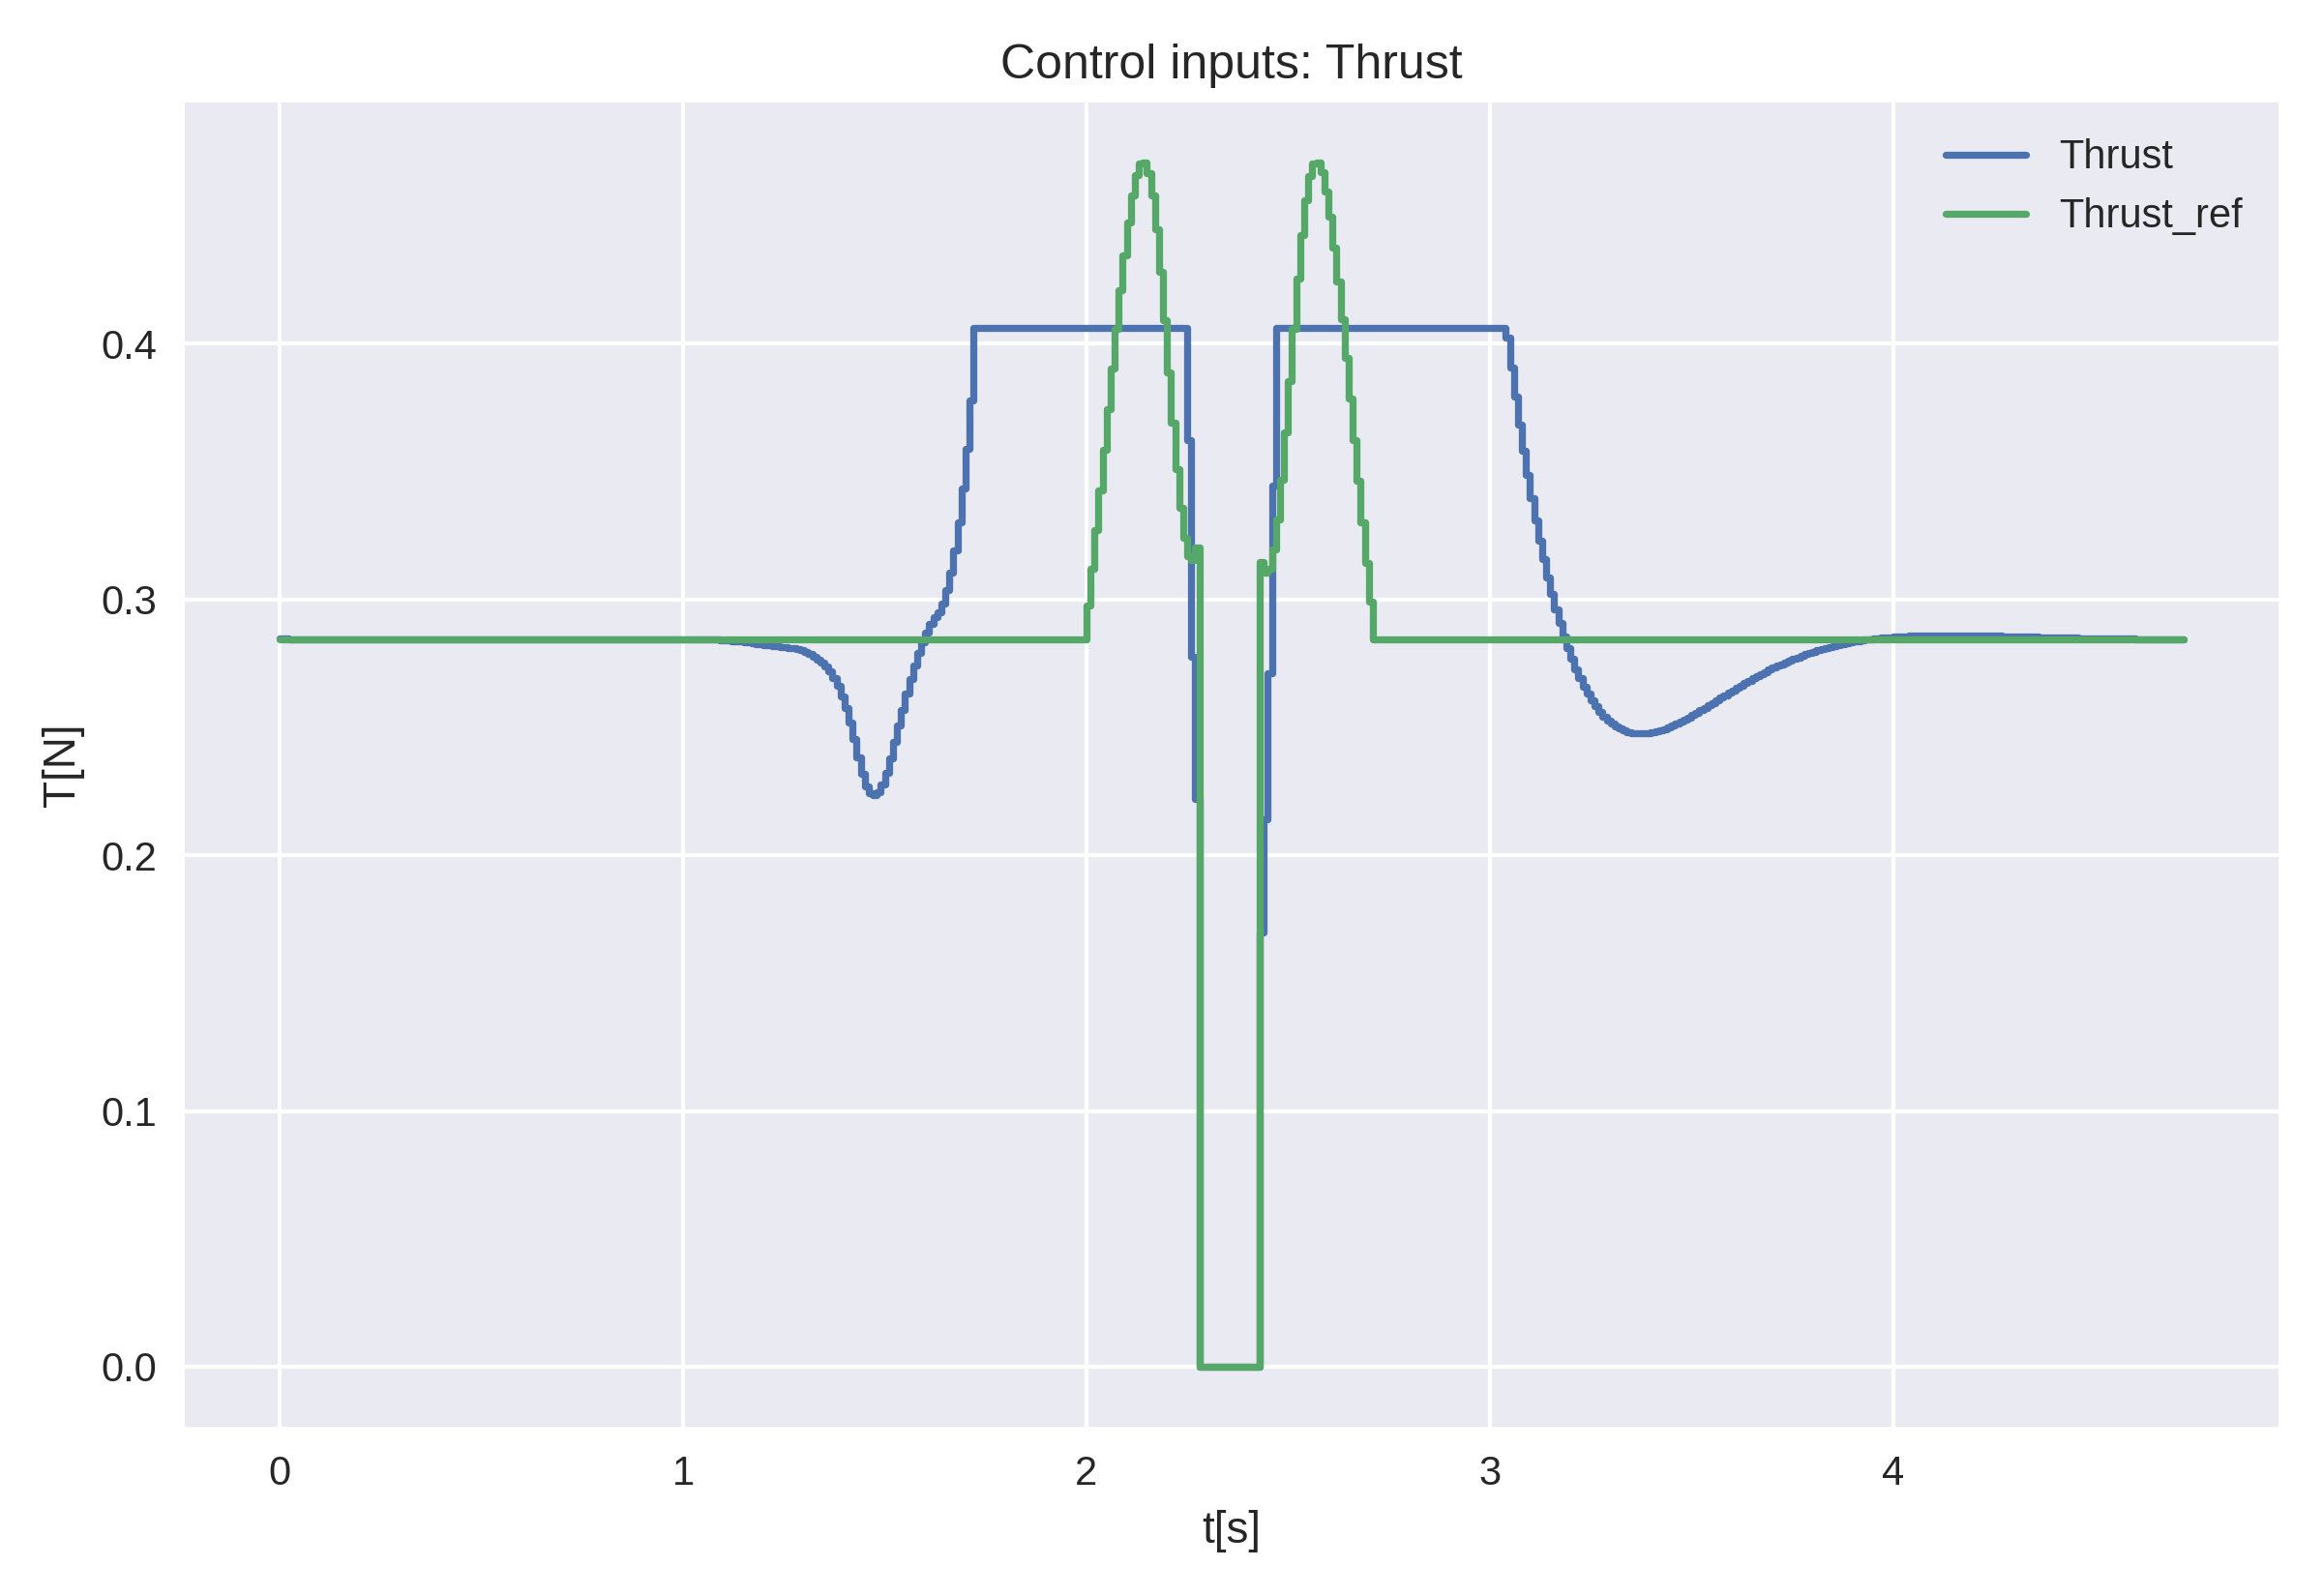 Control inputs: Thrust
Thrust
Thrust_ref
T[N]
0.4
0.3
0.2
0.1
0.0
0 1 2 3 4
t[s]